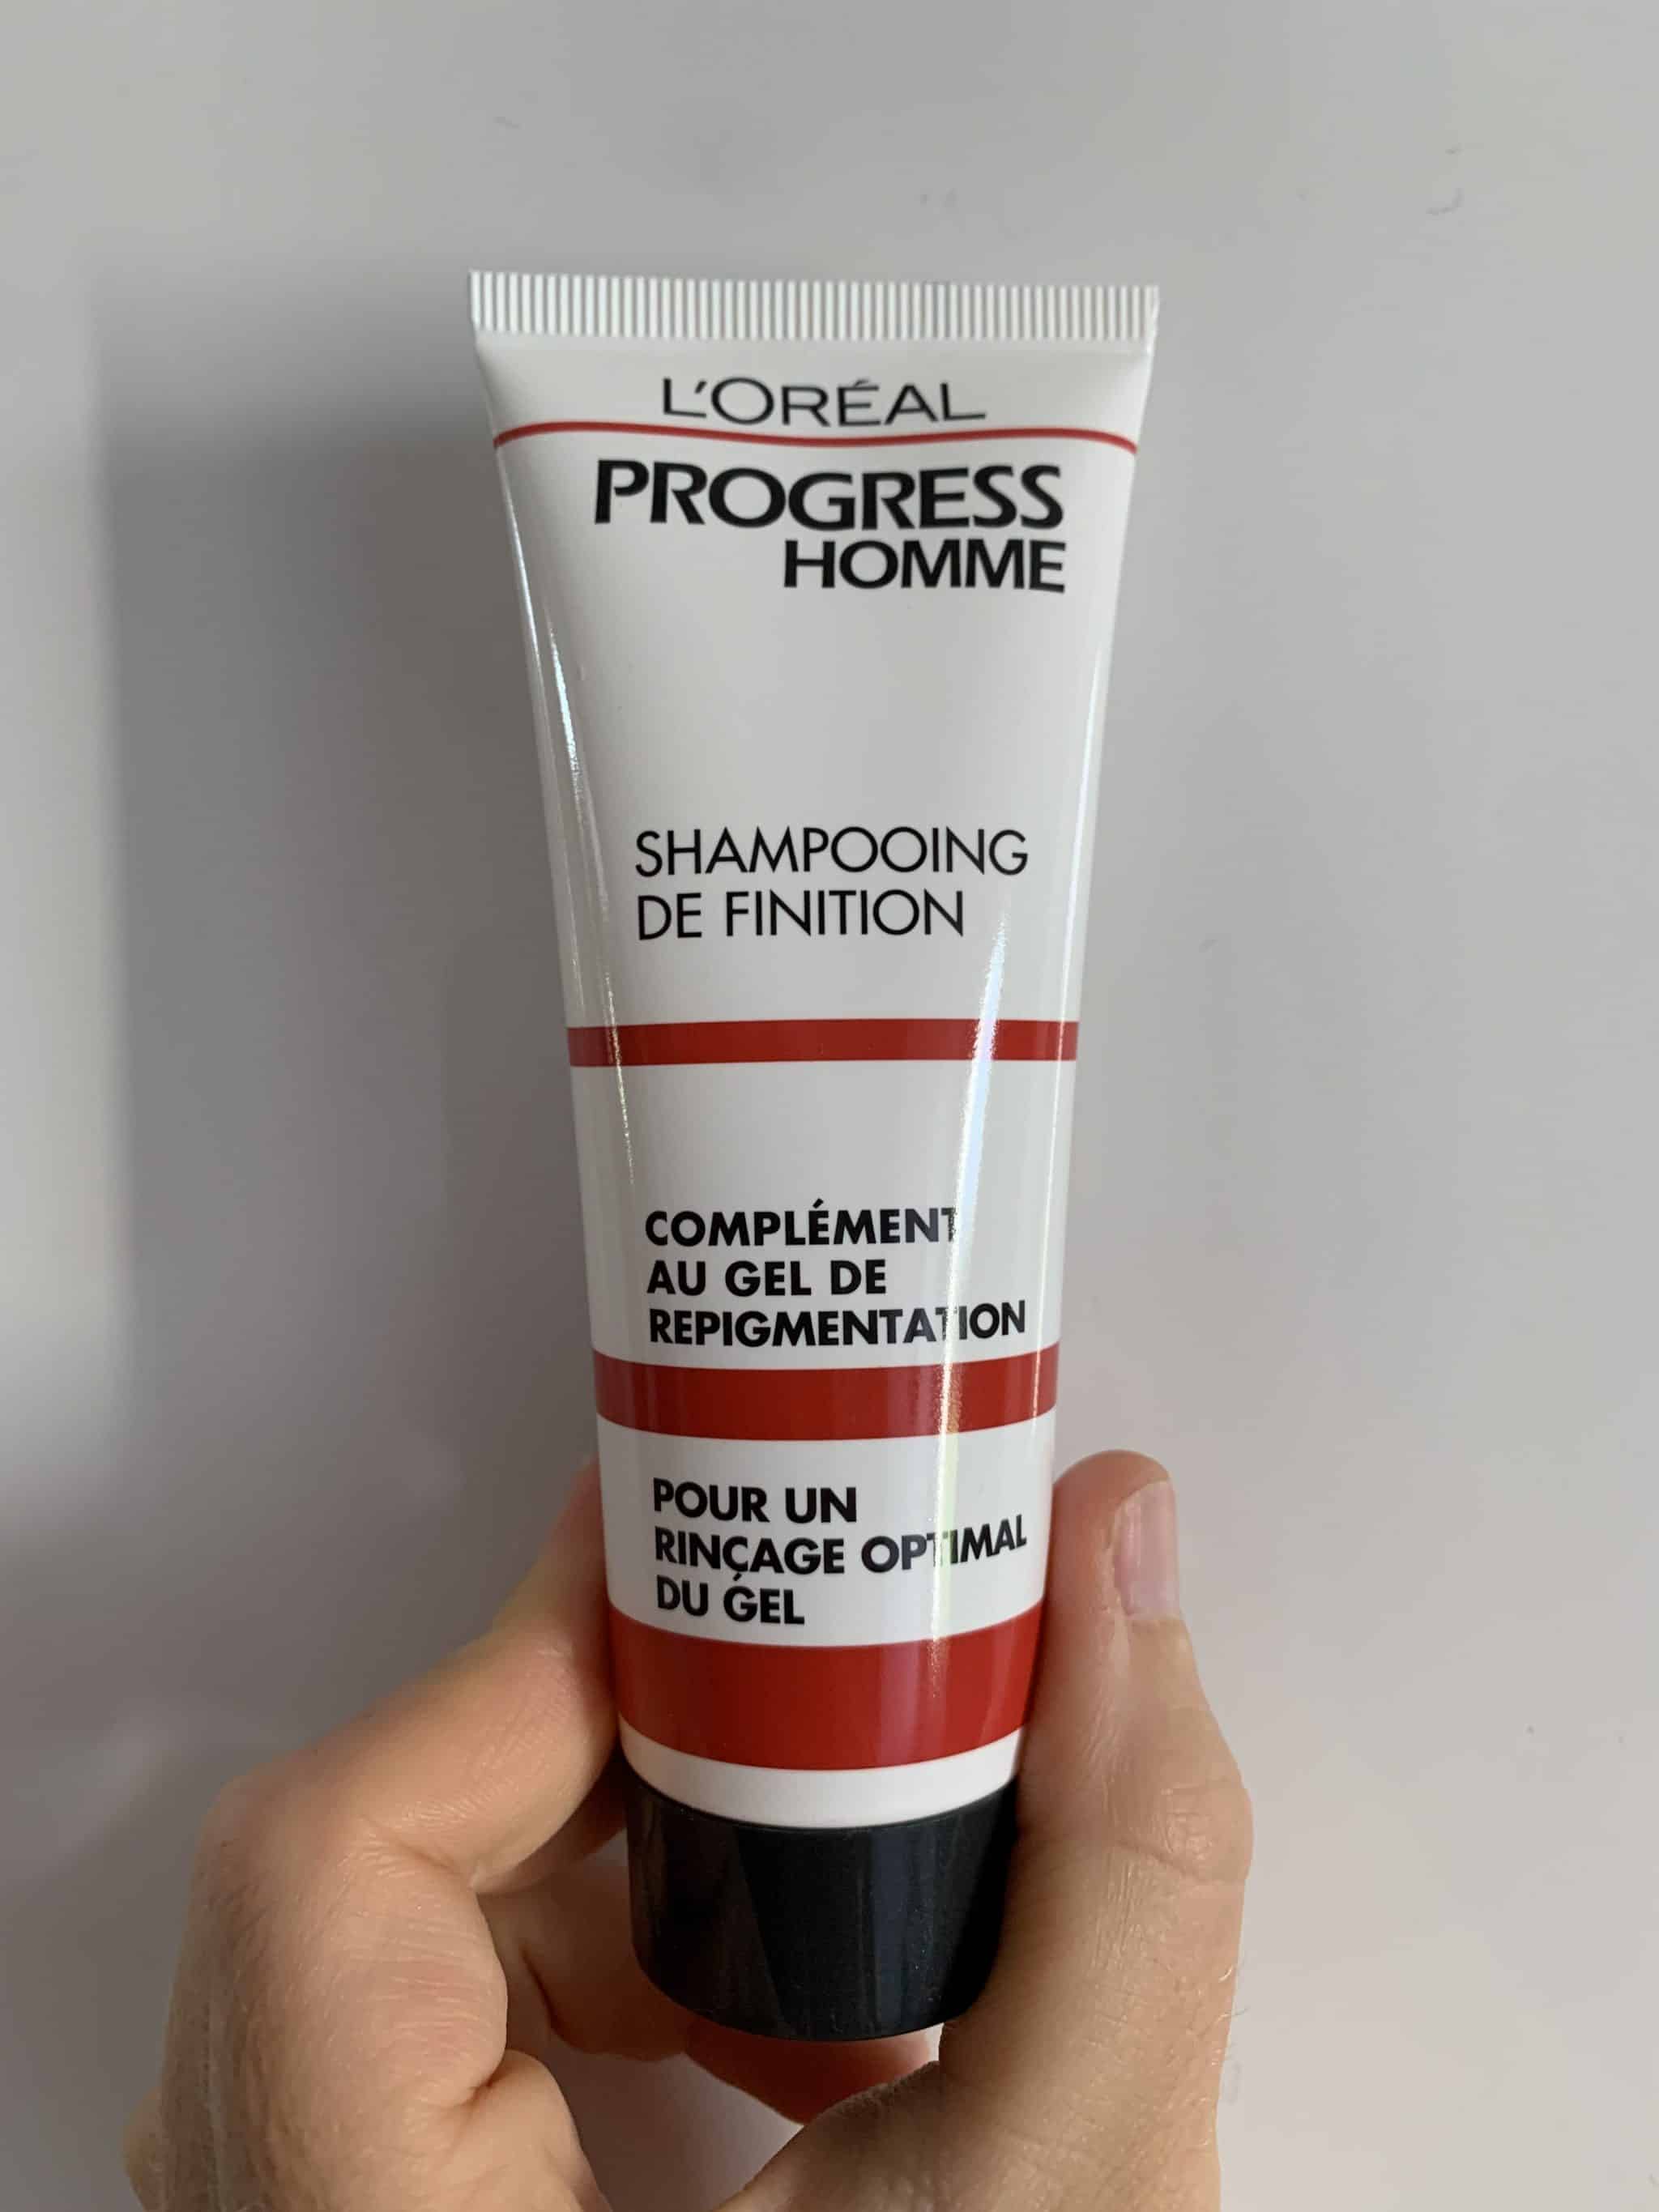 L'ORÉAL
PROGRESS
HOMME
SHAMPOOING
DE FINITION
COMPLÉMENT
AU GEL DE
REPIGMENTATION
POUR UN
RINÇAGE OPTIMAL
DU GEL